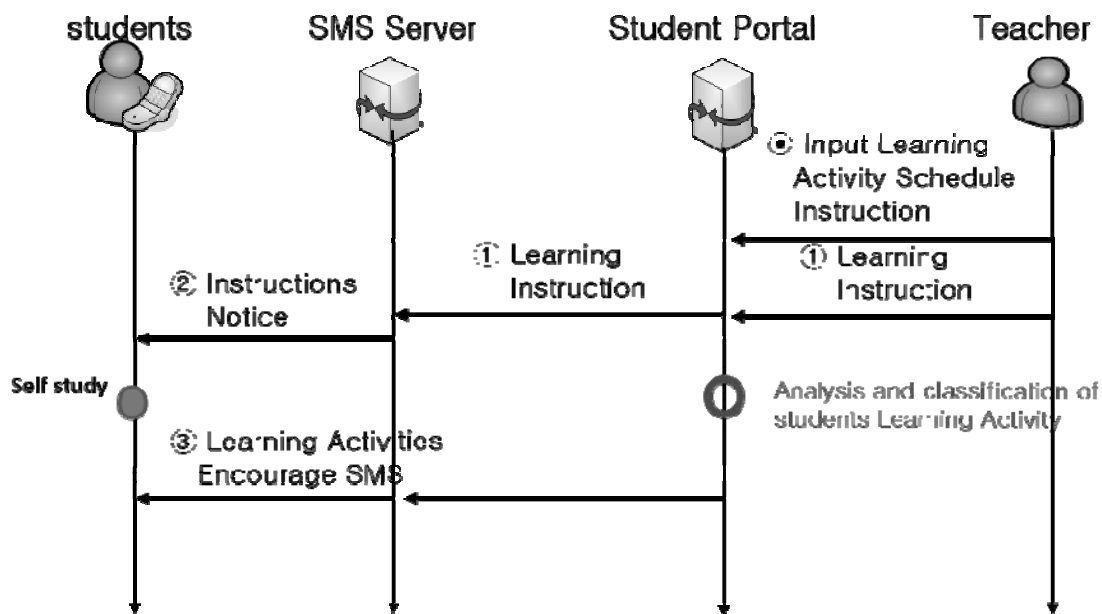 students
SMS Server
Student Portal
Teacher
⊙ Input Learning
Activity Schedule
Instruction
① Learning
Instruction
① Learning
Instruction
② Instructions
Notice
Self study
Analysis and classification of
students Learning Activity
③ Learning Activities
Encourage SMS